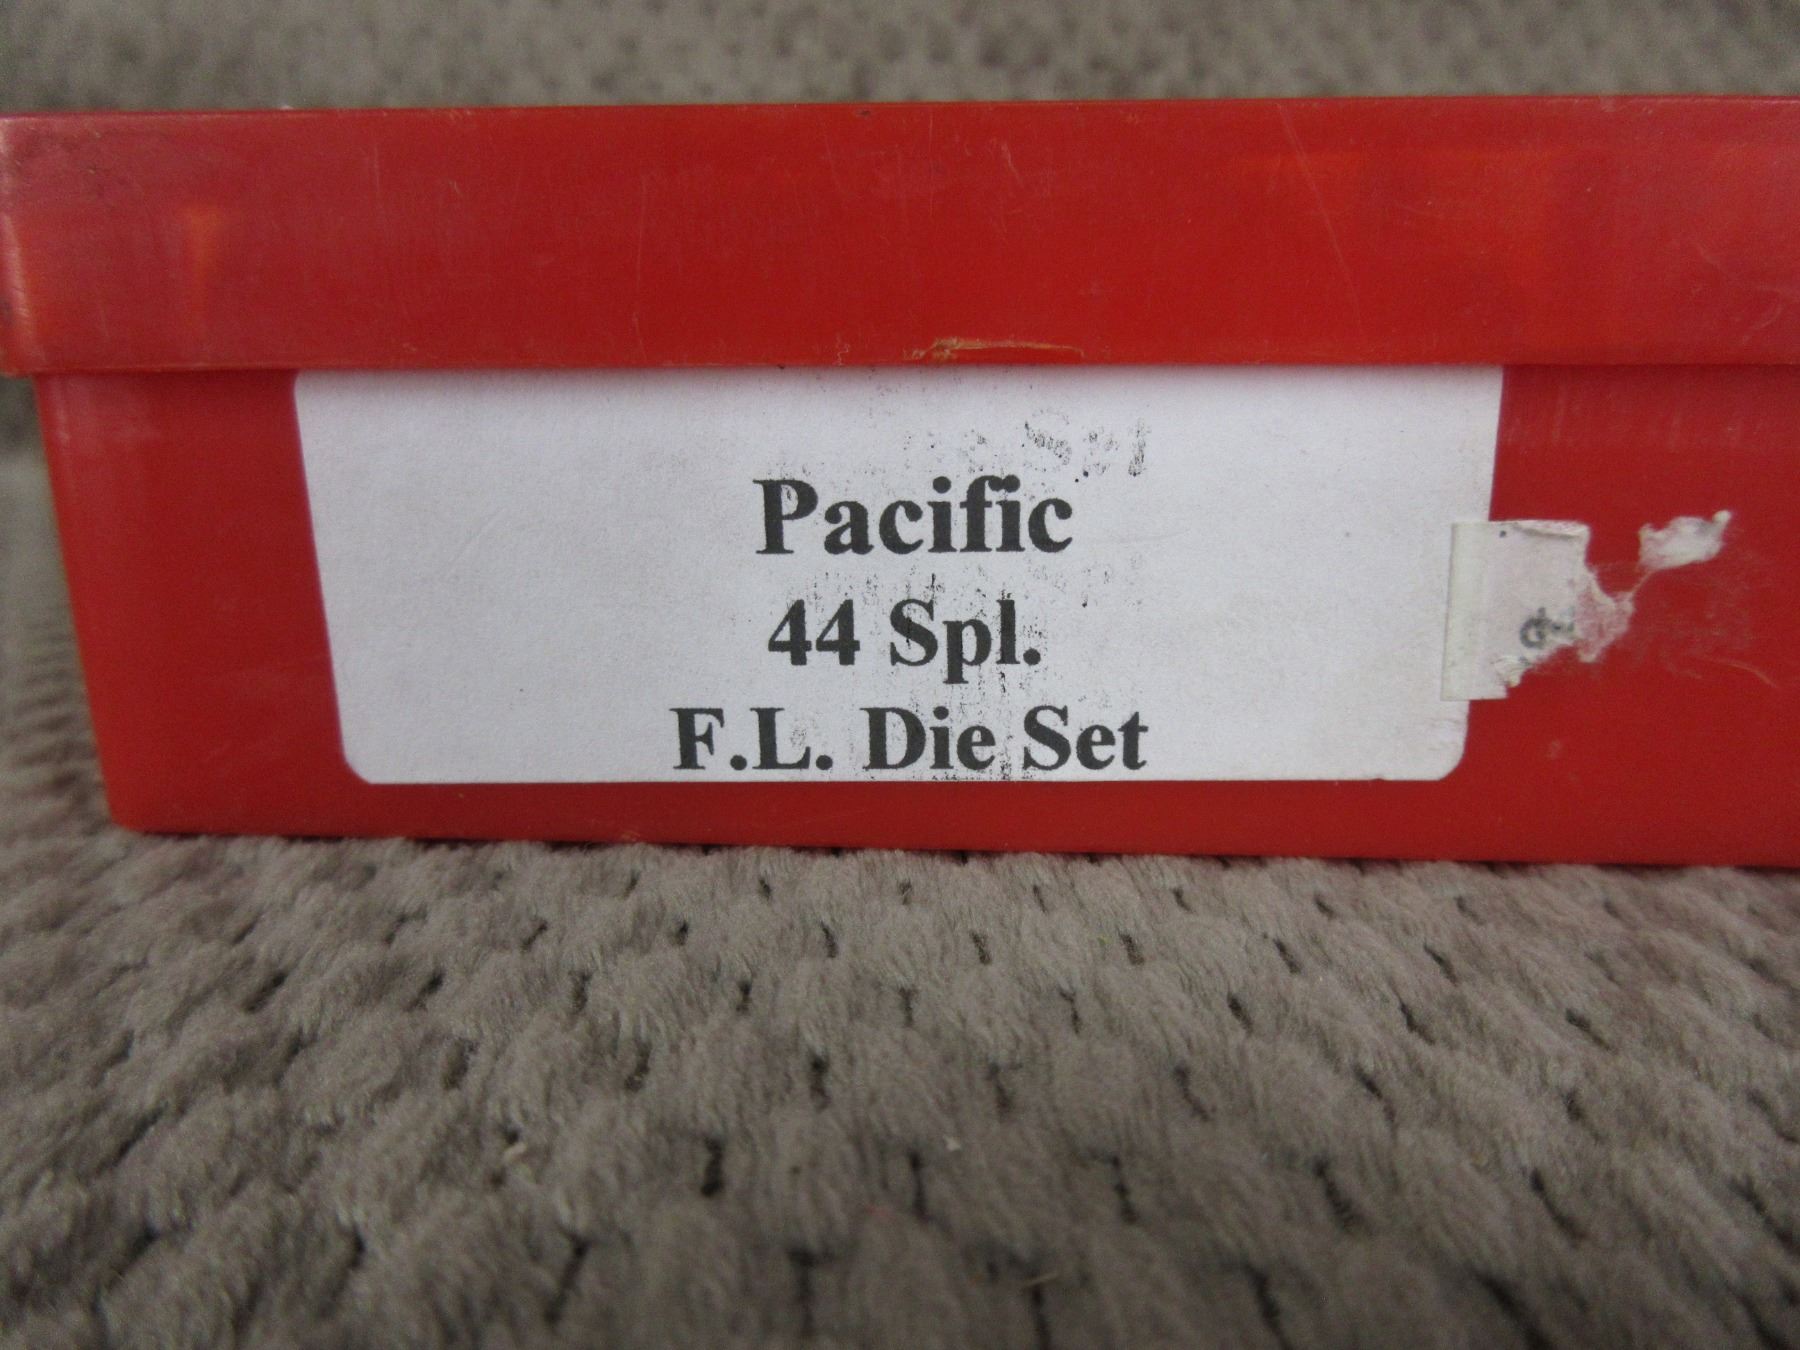 Pacific
44 Spl.
F.L. Die Set